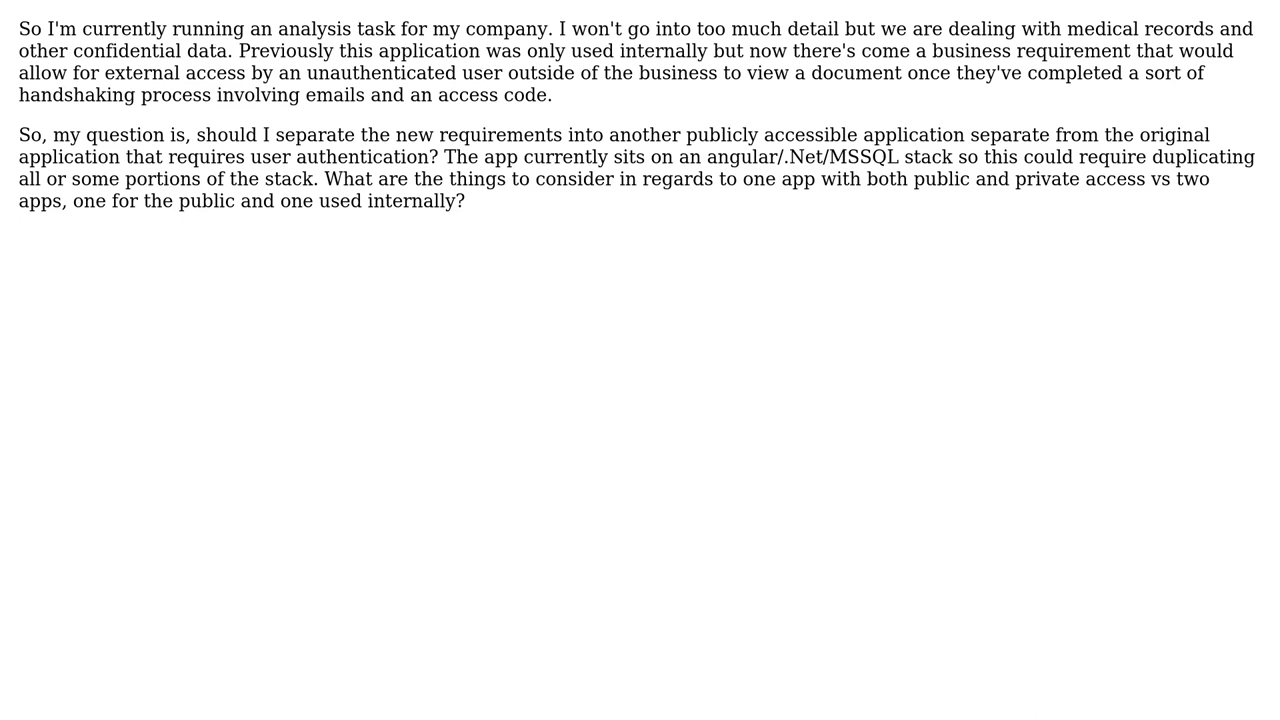 So I'm currently running an analysis task for my company. I won't go into too much detail but we are dealing with medical records and
other confidential data. Previously this application was only used internally but now there's come a business requirement that would
allow for external access by an unauthenticated user outside of the business to view a document once they've completed a sort of
handshaking process involving emails and an access code.
So, my question is, should I separate the new requirements into another publicly accessible application separate from the original
application that requires user authentication? The app currently sits on an angular/.Net/MSSQL stack so this could require duplicating
all or some portions of the stack. What are the things to consider in regards to one app with both public and private access vs two
apps, one for the public and one used internally?